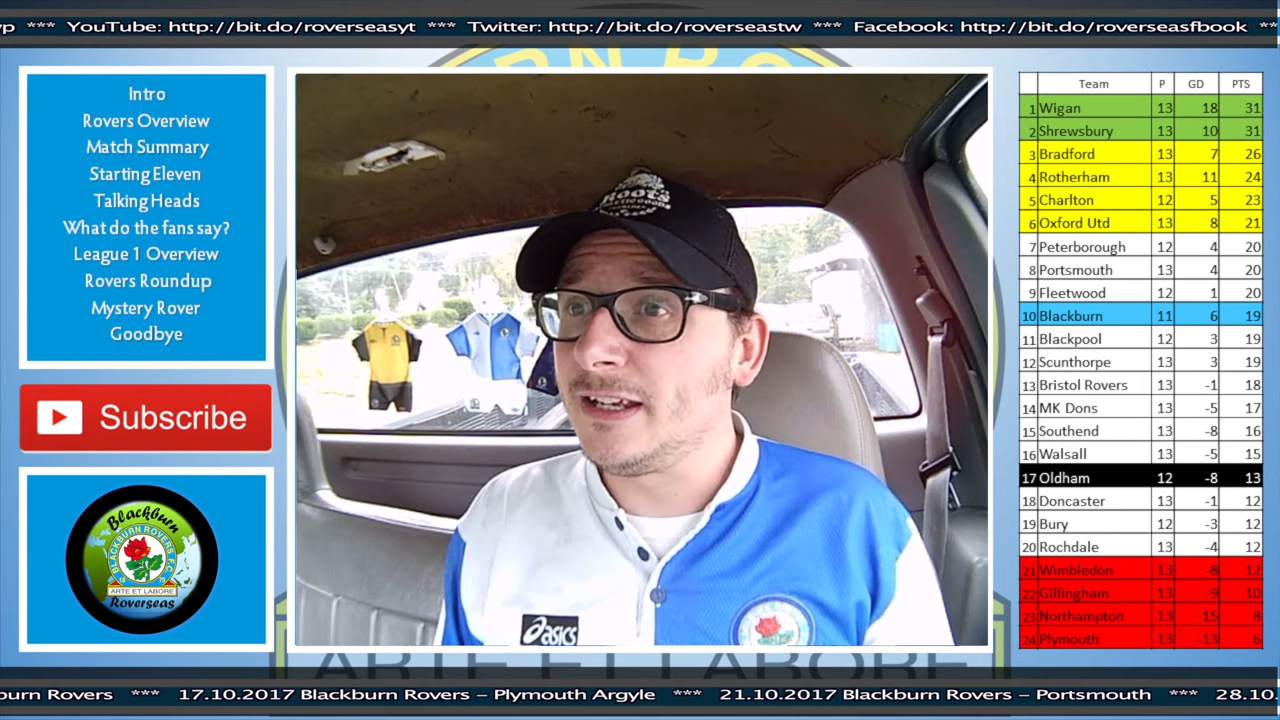 *** YouTube: http://bit.do/roverseasyt *** Twitter: http://bit.do/roverseastw *** Facebook: http://bit.do/roverseasfbook
Intro
Rovers Overview
Match Summary
Starting Eleven
Talking Heads
What do the fans say?
League 1 Overview
Rovers Roundup
Mystery Rover
Goodbye
Subscribe
Blackburn
BLACKBURN ROVERS F.C.
1875
ARTE ET LABORE
Roverseas
Roots
asics
Team P GD PTS
1 Wigan 13 18 31
2 Shrewsbury 13 10 31
3 Bradford 13 7 26
4 Rotherham 13 11 24
5 Charlton 12 5 23
6 Oxford Utd 13 8 21
7 Peterborough 12 4 20
8 Portsmouth 13 4 20
9 Fleetwood 12 1 20
10 Blackburn 11 6 19
11 Blackpool 12 3 19
12 Scunthorpe 13 3 19
13 Bristol Rovers 13 -1 18
14 MK Dons 13 -5 17
15 Southend 13 -8 16
16 Walsall 13 -5 15
17 Oldham 12 -8 13
18 Doncaster 13 -1 12
19 Bury 12 -3 12
20 Rochdale 13 -4 12
21 Wimbledon 13 -8 12
22 Gillingham 13 -9 10
23 Northampton 13 -15 8
24 Plymouth 13 -13 6
ARTE ET LABORE
burn Rovers *** 17.10.2017 Blackburn Rovers – Plymouth Argyle *** 21.10.2017 Blackburn Rovers – Portsmouth *** 28.10.